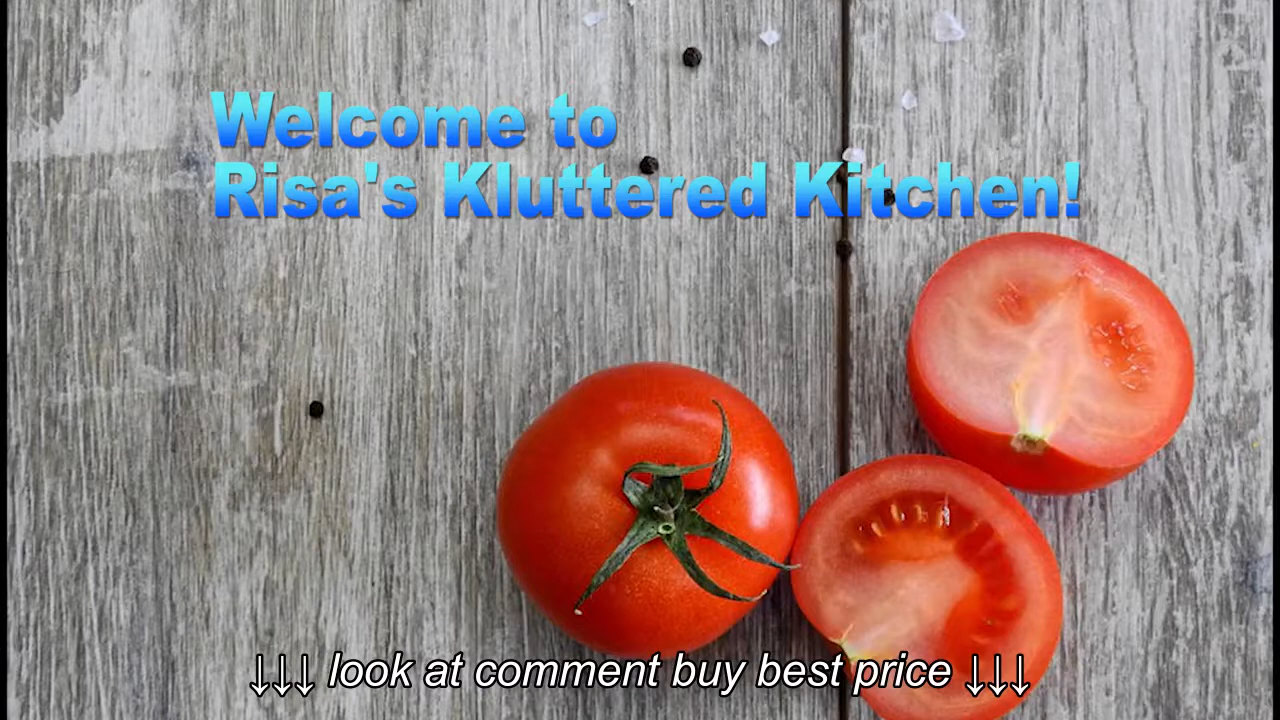 Welcome to
Risa's Kluttered Kitchen!
↓↓↓ look at comment buy best price ↓↓↓